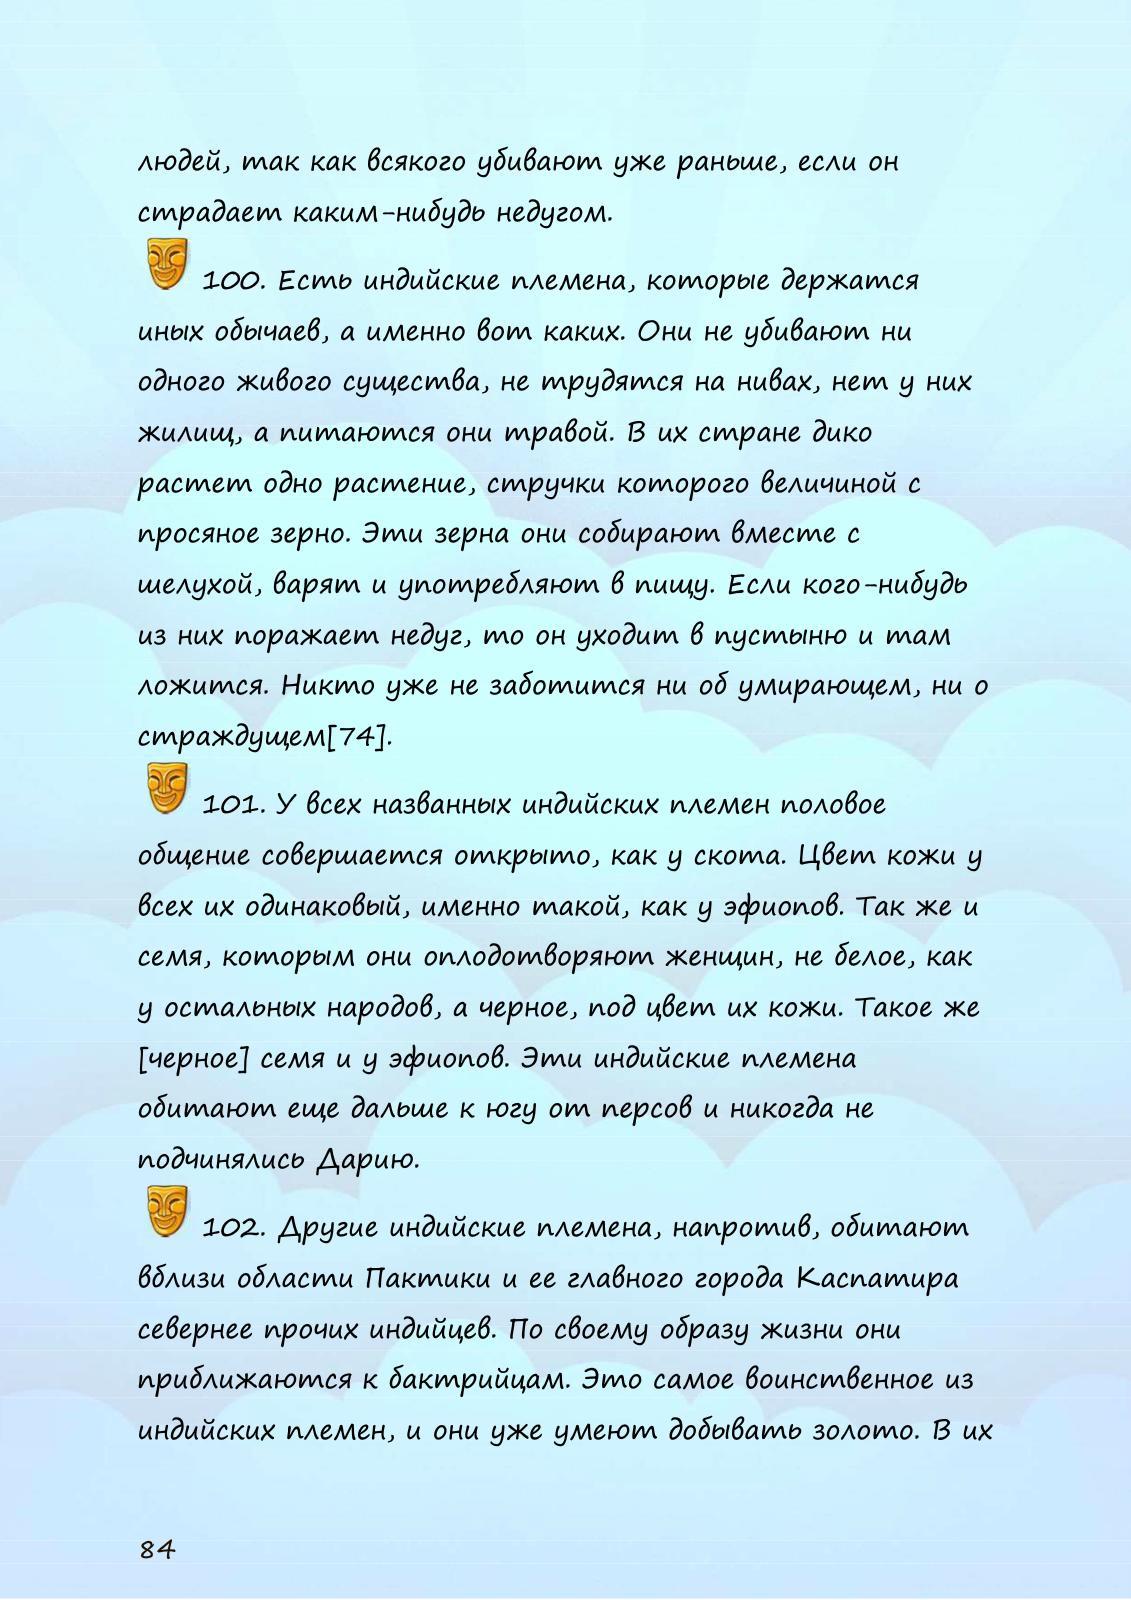 людей, так как всякого убивают уже раньше, если он
страдает каким-нибудь недугом.
100. Есть индийские племена, которые держатся
иных обычаев, а именно вот каких. Они не убивают ни
одного живого существа, не трудятся на нивах, нет у них
жилищ, а питаются они травой. В их стране дико
растет одно растение, стручки которого величиной с
просяное зерно. Эти зерна они собирают вместе с
шелухой, варят и употребляют в пищу. Если кого-нибудь
из них поражает недуг, то он уходит в пустыню и там
ложится. Никто уже не заботится ни об умирающем, ни о
страждущем[74].
101. У всех названных индийских племен половое
общение совершается открыто, как у скота. Цвет кожи у
всех их одинаковый, именно такой, как у эфиопов. Так же и
семя, которым они оплодотворяют женщин, не белое, как
у остальных народов, а черное, под цвет их кожи. Такое же
[черное] семя и у эфиопов. Эти индийские племена
обитают еще дальше к югу от персов и никогда не
подчинялись Дарию.
102. Другие индийские племена, напротив, обитают
вблизи области Пактики и ее главного города Каспатира
севернее прочих индийцев. По своему образу жизни они
приближаются к бактрийцам. Это самое воинственное из
индийских племен, и они уже умеют добывать золото. В их
84